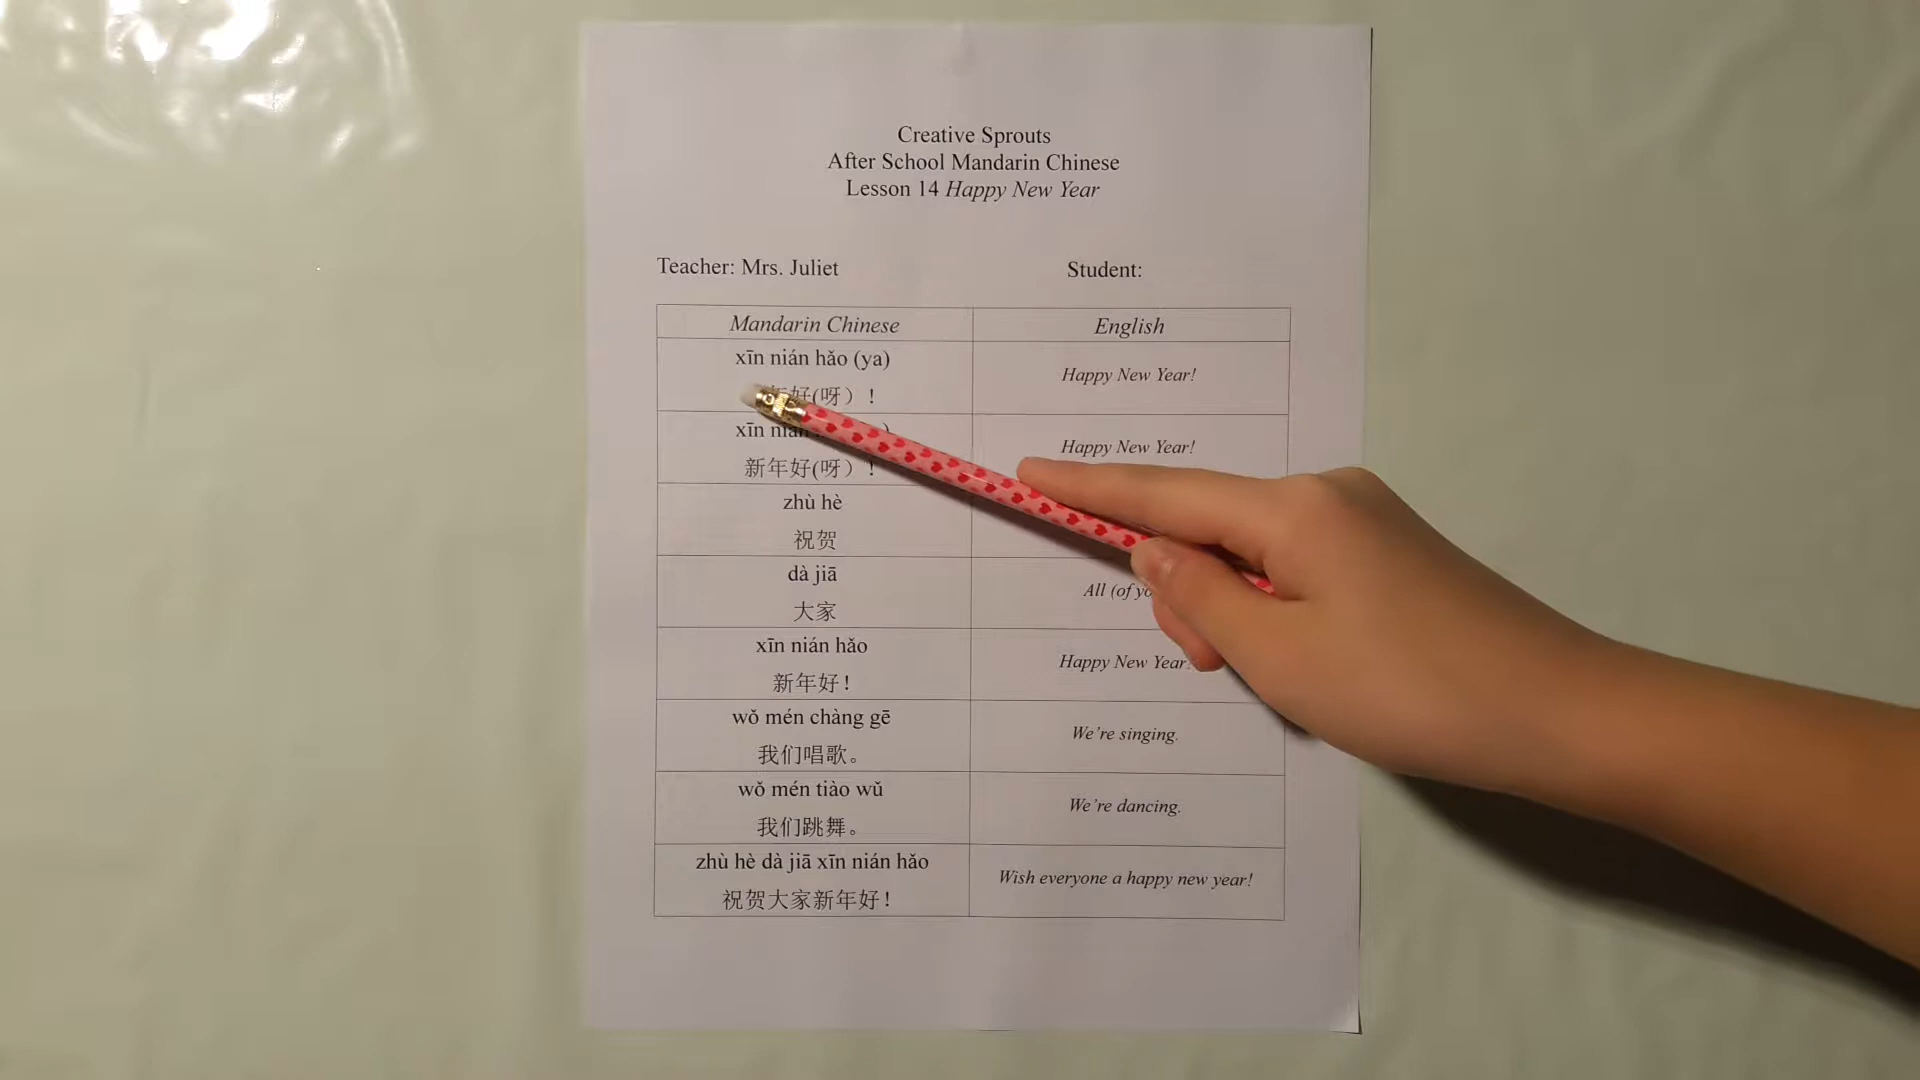 Creative Sprouts
After School Mandarin Chinese
Lesson 14 Happy New Year
Teacher: Mrs. Juliet
Student:
Mandarin Chinese
English
xīn nián hǎo (ya)
好(呀）！
Happy New Year!
xīn nián
新年好(呀）！
Happy New Year!
zhù hè
祝贺
dà jiā
大家
All (of
xīn nián hǎo
新年好！
Happy New Year!
wǒ mén chàng gē
我们唱歌。
We're singing.
wǒ mén tiào wǔ
我们跳舞。
We're dancing.
zhù hè dà jiā xīn nián hǎo
祝贺大家新年好！
Wish everyone a happy new year!